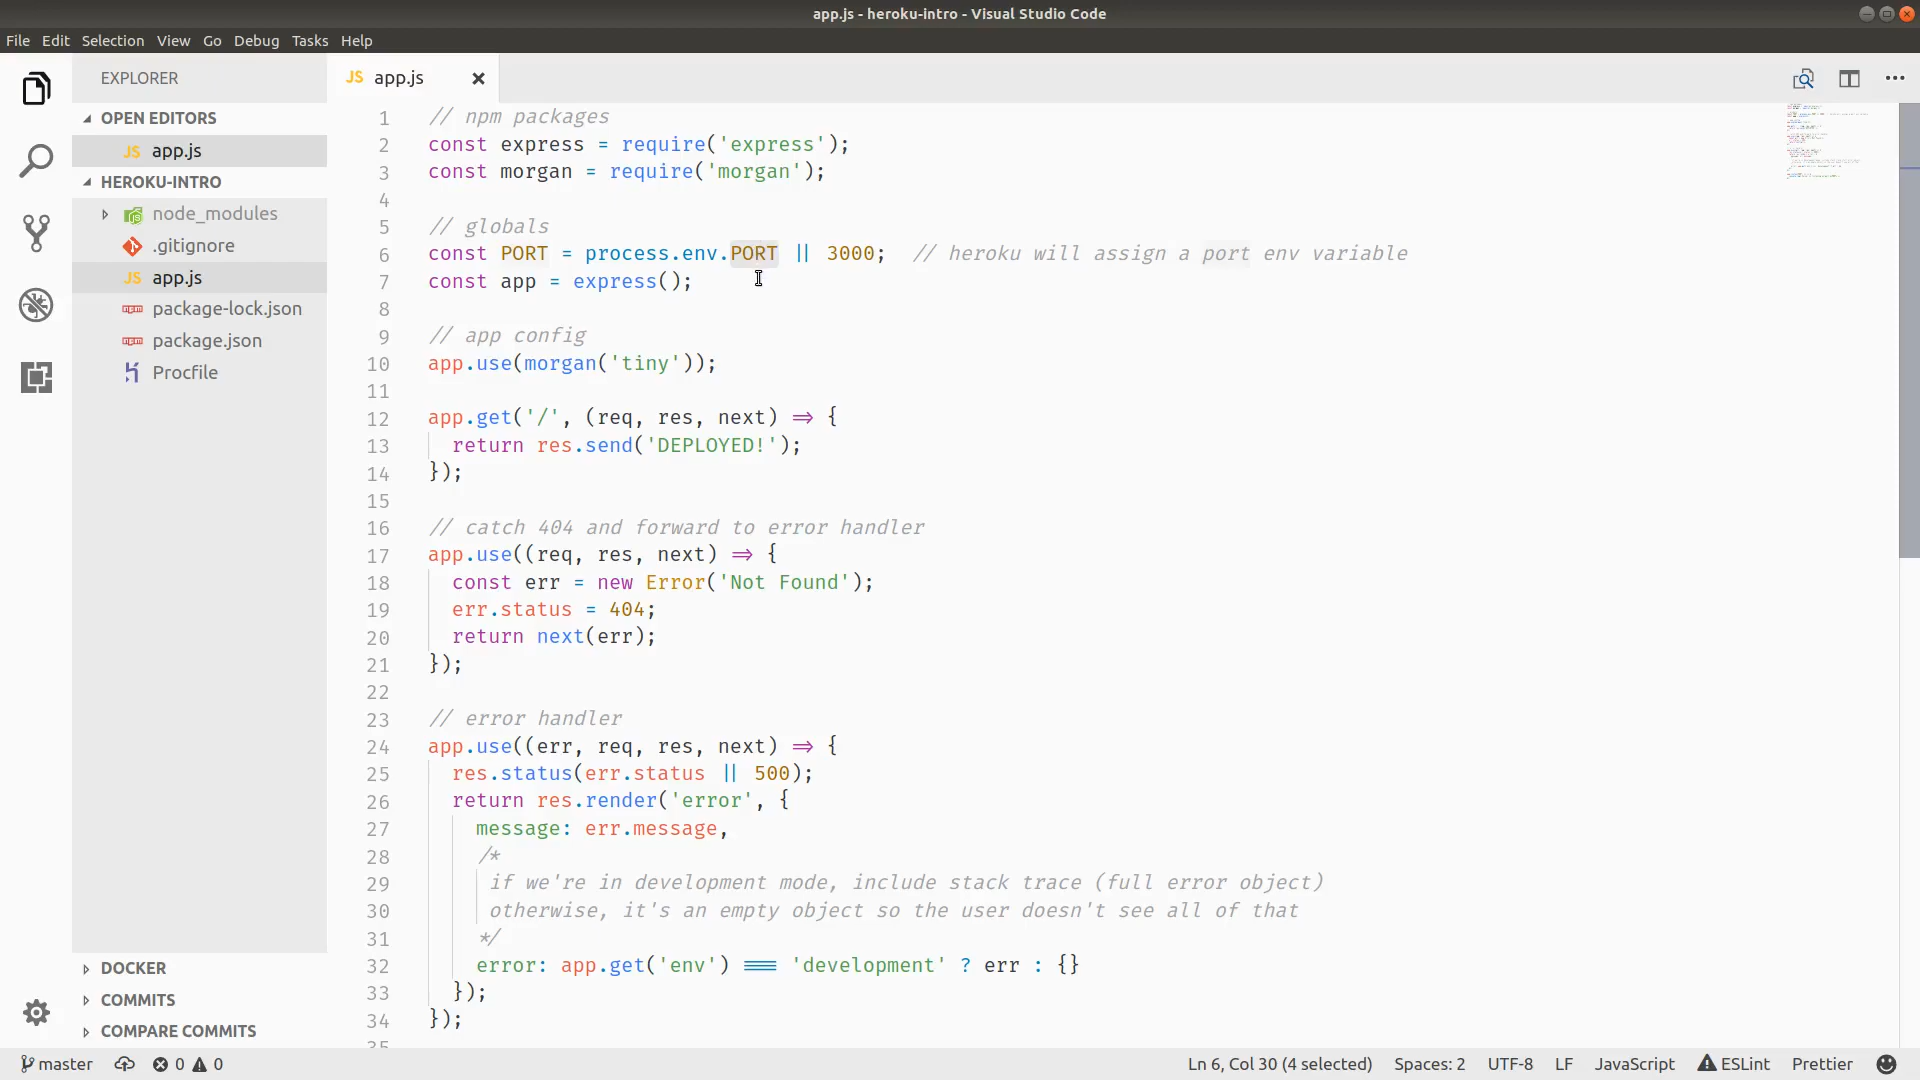 app.js - heroku-intro - Visual Studio Code
File Edit Selection View Go Debug Tasks Help
EXPLORER
OPEN EDITORS
JS app.js
HEROKU-INTRO
node_modules
.gitignore
JS app.js
package-lock.json
package.json
Procfile
DOCKER
COMMITS
COMPARE COMMITS
JS app.js
1 // npm packages
2 const express = require('express');
3 const morgan = require('morgan');
4
5 // globals
6 const PORT = process.env.PORT || 3000; // heroku will assign a port env variable
7 const app = express();
8
9 // app config
10 app.use(morgan('tiny'));
11
12 app.get('/', (req, res, next) => {
13 return res.send('DEPLOYED!');
14 });
15
16 // catch 404 and forward to error handler
17 app.use((req, res, next) => {
18 const err = new Error('Not Found');
19 err.status = 404;
20 return next(err);
21 });
22
23 // error handler
24 app.use((err, req, res, next) => {
25 res.status(err.status || 500);
26 return res.render('error', {
27 message: err.message,
28 /*
29 if we're in development mode, include stack trace (full error object)
30 otherwise, it's an empty object so the user doesn't see all of that
31 */
32 error: app.get('env') === 'development' ? err : {}
33 });
34 });
35
master 0 0 Ln 6, Col 30 (4 selected) Spaces: 2 UTF-8 LF JavaScript ESLint Prettier